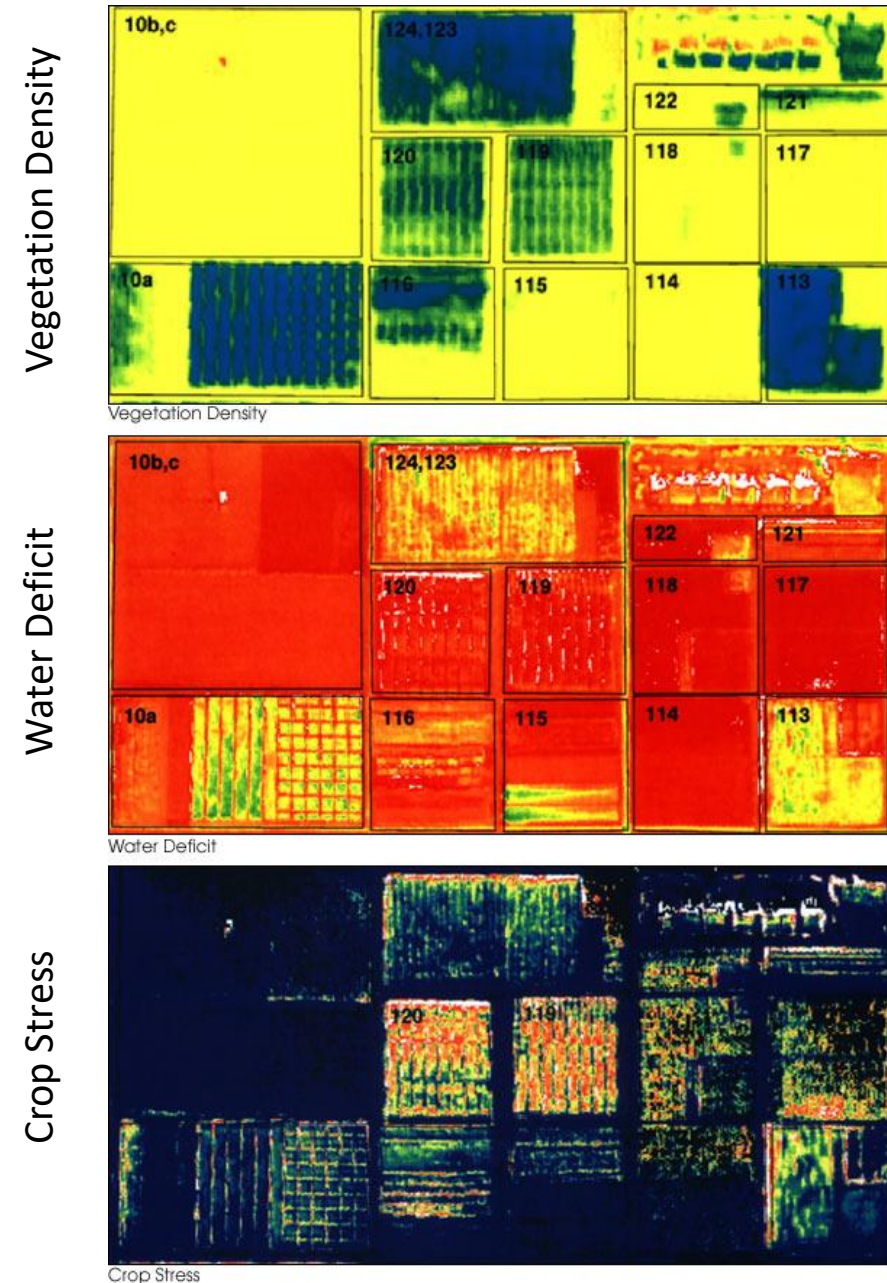 Vegetation Density
10b,c
124,123
122
121
120
119
118
117
10a
116
115
114
113
Vegetation Density
Water Deficit
10b,c
124,123
122
121
120
119
118
117
10a
116
115
114
113
Water Deficit
Crop Stress
120
119
Crop Stress